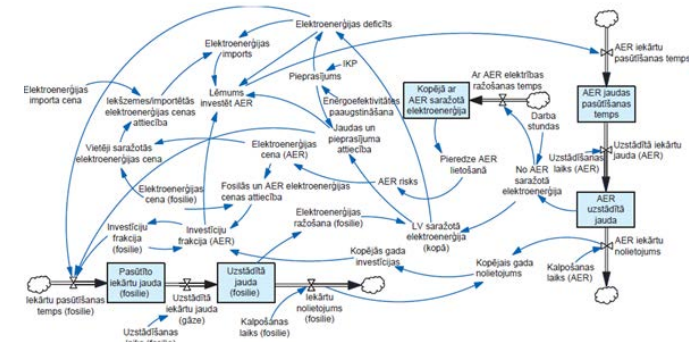 Elektroenerģijas deficīts
Elektroenerģijas
imports
IKP
Pieprasījums
Elektroenerģijas
importa cena
Iekšzemes/importētās
elektroenerģijas cenas
attiecība
Lēmums
investēt AER
Energoefektivitātes
paaugstināšana
Jaudas un
pieprasījuma
attiecība
Vietēji saražotās
elektroenerģijas cena
Elektroenerģijas
cena (AER)
Elektroenerģijas
cena (fosilie)
Fosilās un AER elektroenerģijas
cenas attiecība
AER risks
Pieredze AER
lietošanā
Kopējā ar
AER saražotā
elektroenerģija
Ar AER elektrības
ražošanas temps
Darba
stundas
No AER
saražotā
elektroenerģija
AER iekārtu
pasūtīšanas temps
AER jaudas
pasūtīšanas
temps
Uzstādīšanas
laiks (AER)
Uzstādītā iekārtu
jauda (AER)
AER
uzstādītā
jauda
AER iekārtu
nolietojums
Kalpošanas
laiks (AER)
Investīciju
frakcija
(fosilie)
Investīciju
frakcija (AER)
Elektroenerģijas
ražošana (fosilie)
LV saražotā
elektroenerģija
(kopā)
Kopējās gada
investīcijas
Kopējais gada
nolietojums
Iekārtu pasūtīšanas
temps (fosilie)
Pasūtīto
iekārtu jauda
(fosilie)
Uzstādītā
iekārtu jauda
(gāze)
Uzstādītā
jauda
(fosilie)
Iekārtu
nolietojums
(fosilie)
Kalpošanas
laiks (fosilie)
Uzstādīšanas